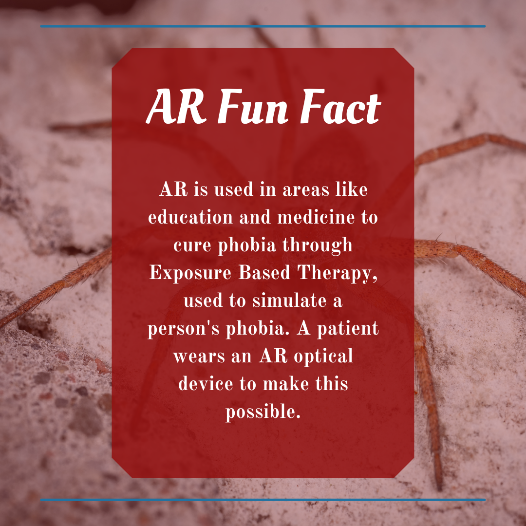 AR Fun Fact
AR is used in areas like
education and medicine to
cure phobia through
Exposure Based Therapy,
used to simulate a
person's phobia. A patient
wears an AR optical
device to make this
possible.